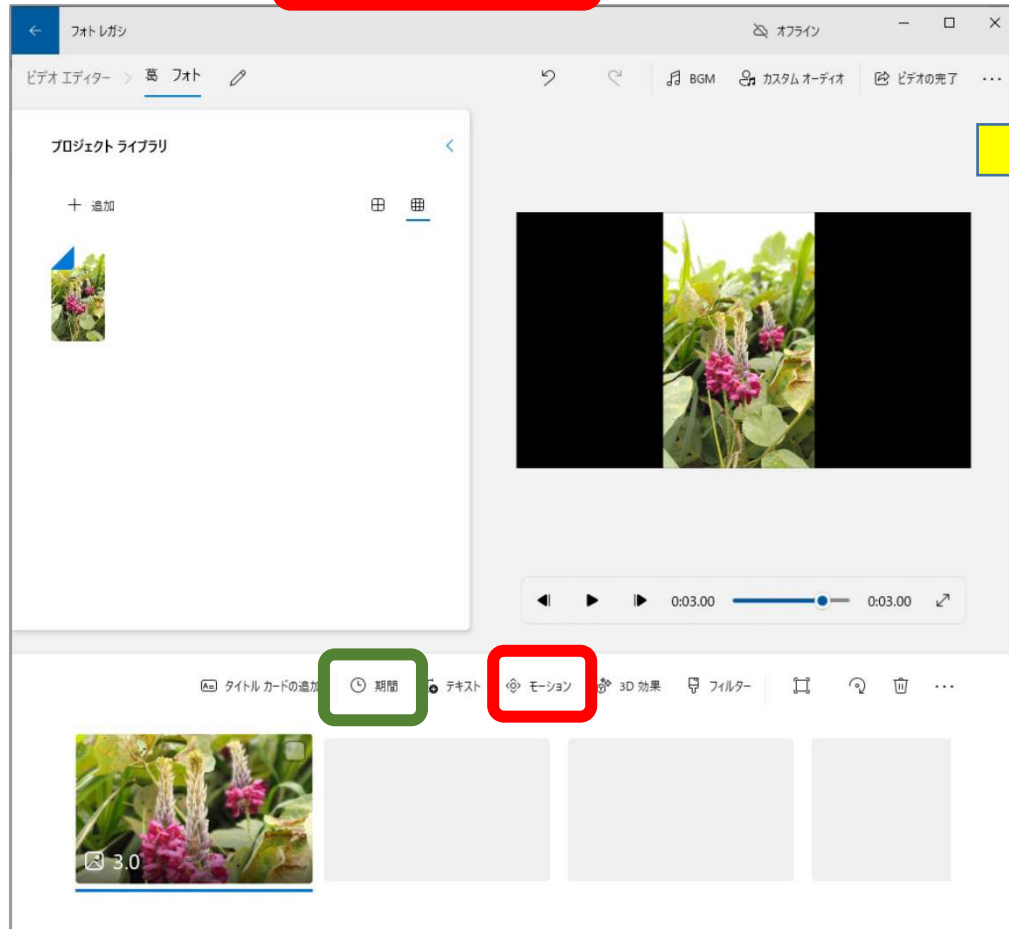 フォト レガシ
オフライン
ビデオ エディター > 葛 フォト
BGM カスタム オーディオ ビデオの完了 ...
プロジェクト ライブラリ
+ 追加
0:03.00 0:03.00
タイトル カードの追加 期間 テキスト モーション 3D 効果 フィルター ...
3.0